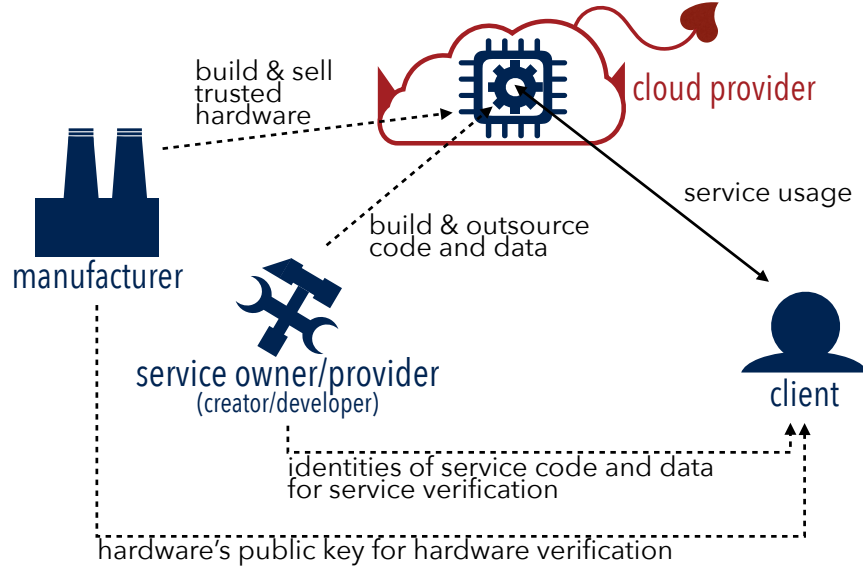 build & sell
trusted
hardware
cloud provider
service usage
build & outsource
code and data
manufacturer
service owner/provider
(creator/developer)
client
identities of service code and data
for service verification
hardware's public key for hardware verification